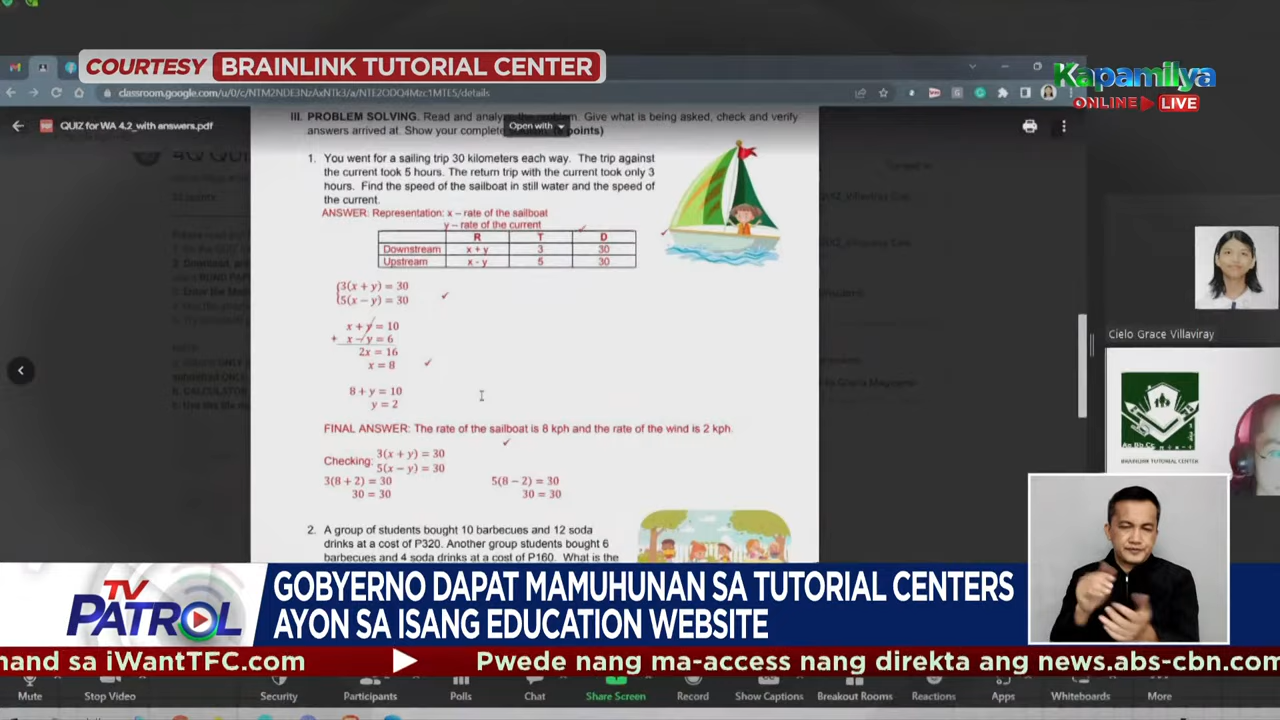 COURTESY BRAINLINK TUTORIAL CENTER
Kapamilya
ONLINE LIVE
classroom.google.com/u/0/c/NTM2NDE3NzAxNTk3/a/NTE2ODQ4Mzc1MTE5/details
QUIZ for WA 4.2_with answers.pdf
Open with
III. PROBLEM SOLVING. Read and analyze the problem. Give what is being asked, check and verify
answers arrived at. Show your complete points)
1. You went for a sailing trip 30 kilometers each way. The trip against
the current took 5 hours. The return trip with the current took only 3
hours. Find the speed of the sailboat in still water and the speed of
the current.
ANSWER: Representation: x – rate of the sailboat
y – rate of the current
R T D
Downstream x + y 3 30
Upstream x - y 5 30
3(x + y) = 30
5(x − y) = 30
x + y = 10
+ x − y = 6
2x = 16
x = 8
8 + y = 10
y = 2
FINAL ANSWER: The rate of the sailboat is 8 kph and the rate of the wind is 2 kph.
Checking: 3(x + y) = 30
5(x − y) = 30
3(8 + 2) = 30 5(8 − 2) = 30
30 = 30 30 = 30
2. A group of students bought 10 barbecues and 12 soda
drinks at a cost of P320. Another group students bought 6
barbecues and 4 soda drinks at a cost of P160. What is the
Cielo Grace Villaviray
BRAINLINK TUTORIAL CENTER
TV PATROL
GOBYERNO DAPAT MAMUHUNAN SA TUTORIAL CENTERS
AYON SA ISANG EDUCATION WEBSITE
mand sa iWantTFC.com Pwede nang ma-access nang direkta ang news.abs-cbn.com
Mute Stop Video Security Participants Polls Chat Share Screen Record Show Captions Breakout Rooms Reactions Apps Whiteboards More